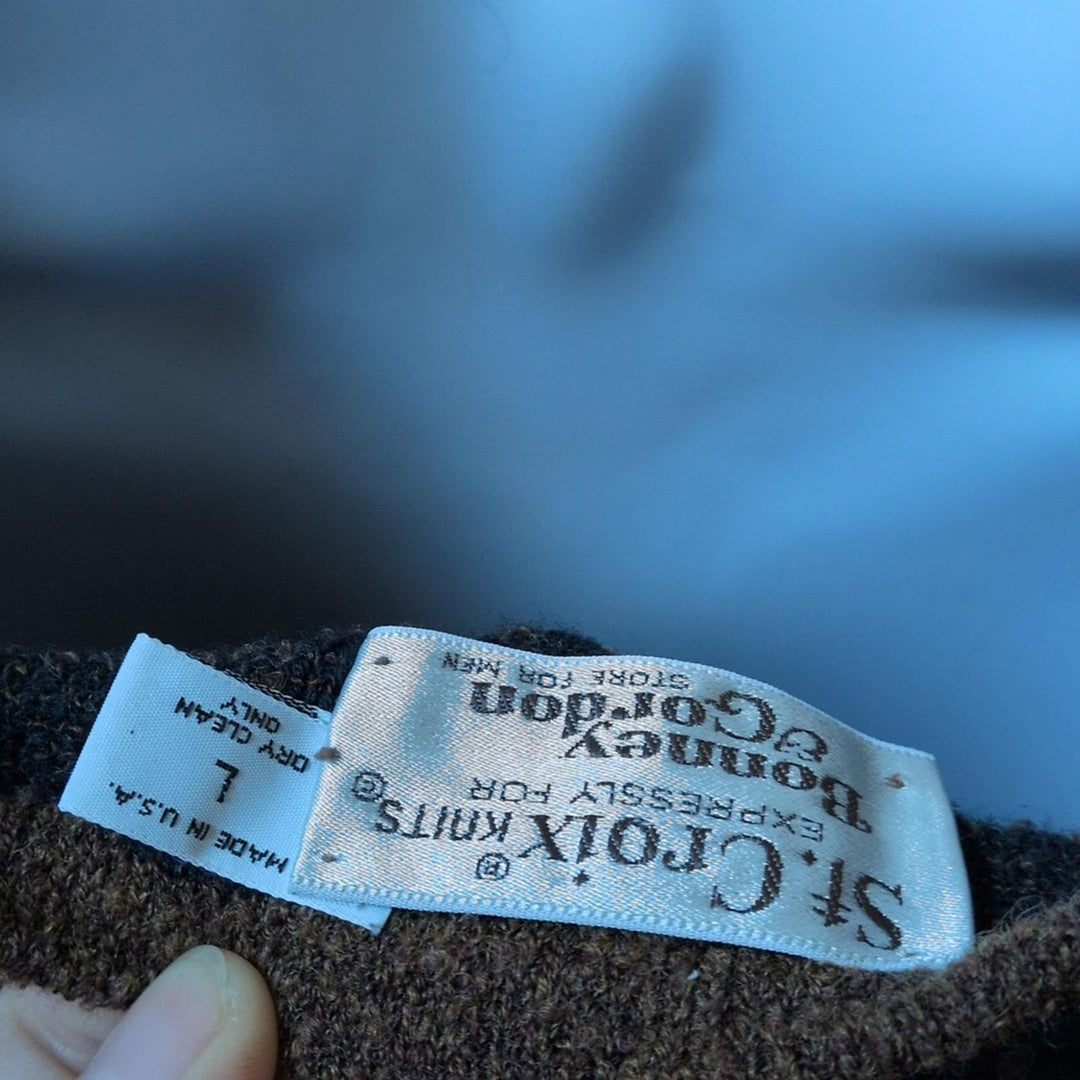 St. Croix® KNITS®
EXPRESSLY FOR
Bonney
& Gordon
STORE FOR MEN
MADE IN U.S.A.
L
DRY CLEAN
ONLY